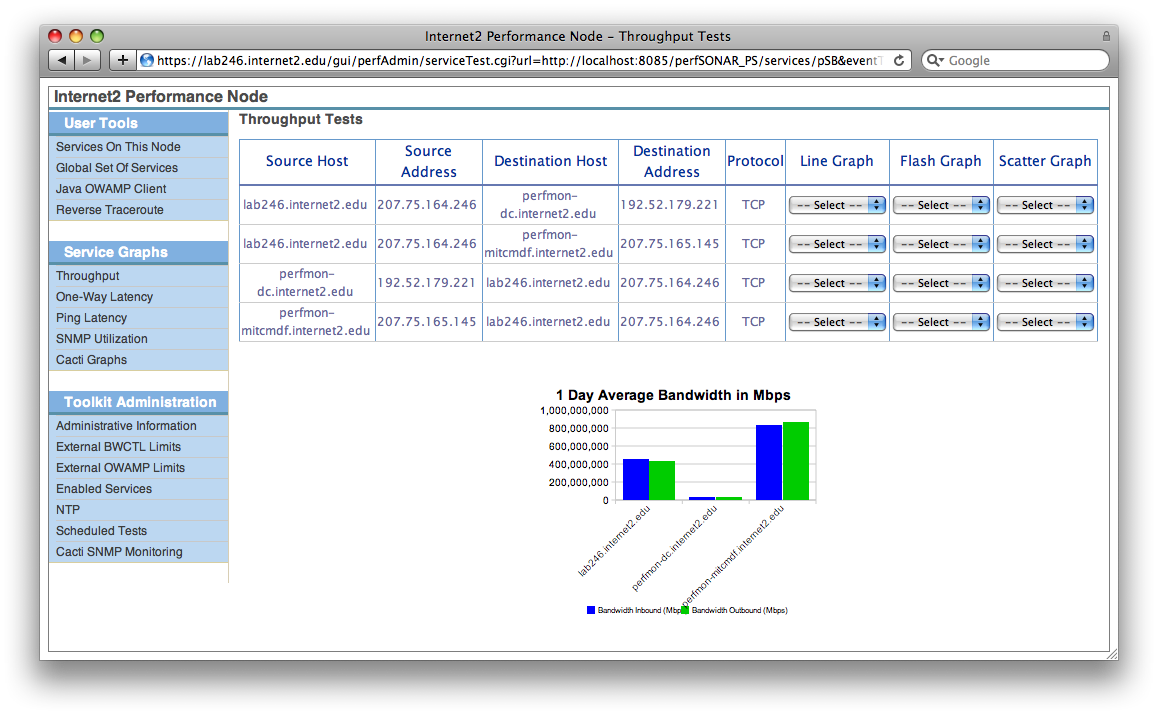 Internet2 Performance Node – Throughput Tests
https://lab246.internet2.edu/gui/perfAdmin/serviceTest.cgi?url=http://localhost:8085/perfSONAR_PS/services/pSB&event
Google
Internet2 Performance Node
User Tools
Services On This Node
Global Set Of Services
Java OWAMP Client
Reverse Traceroute
Service Graphs
Throughput
One-Way Latency
Ping Latency
SNMP Utilization
Cacti Graphs
Toolkit Administration
Administrative Information
External BWCTL Limits
External OWAMP Limits
Enabled Services
NTP
Scheduled Tests
Cacti SNMP Monitoring
Throughput Tests
Source Host Source Address Destination Host Destination Address Protocol Line Graph Flash Graph Scatter Graph
lab246.internet2.edu 207.75.164.246 perfmon-dc.internet2.edu 192.52.179.221 TCP -- Select -- -- Select -- -- Select --
lab246.internet2.edu 207.75.164.246 perfmon-mitcmdf.internet2.edu 207.75.165.145 TCP -- Select -- -- Select -- -- Select --
perfmon-dc.internet2.edu 192.52.179.221 lab246.internet2.edu 207.75.164.246 TCP -- Select -- -- Select -- -- Select --
perfmon-mitcmdf.internet2.edu 207.75.165.145 lab246.internet2.edu 207.75.164.246 TCP -- Select -- -- Select -- -- Select --
1 Day Average Bandwidth in Mbps
1,000,000,000
800,000,000
600,000,000
400,000,000
200,000,000
0
lab246.internet2.edu
perfmon-dc.internet2.edu
perfmon-mitcmdf.internet2.edu
Bandwidth Inbound (Mbp Bandwidth Outbound (Mbps)